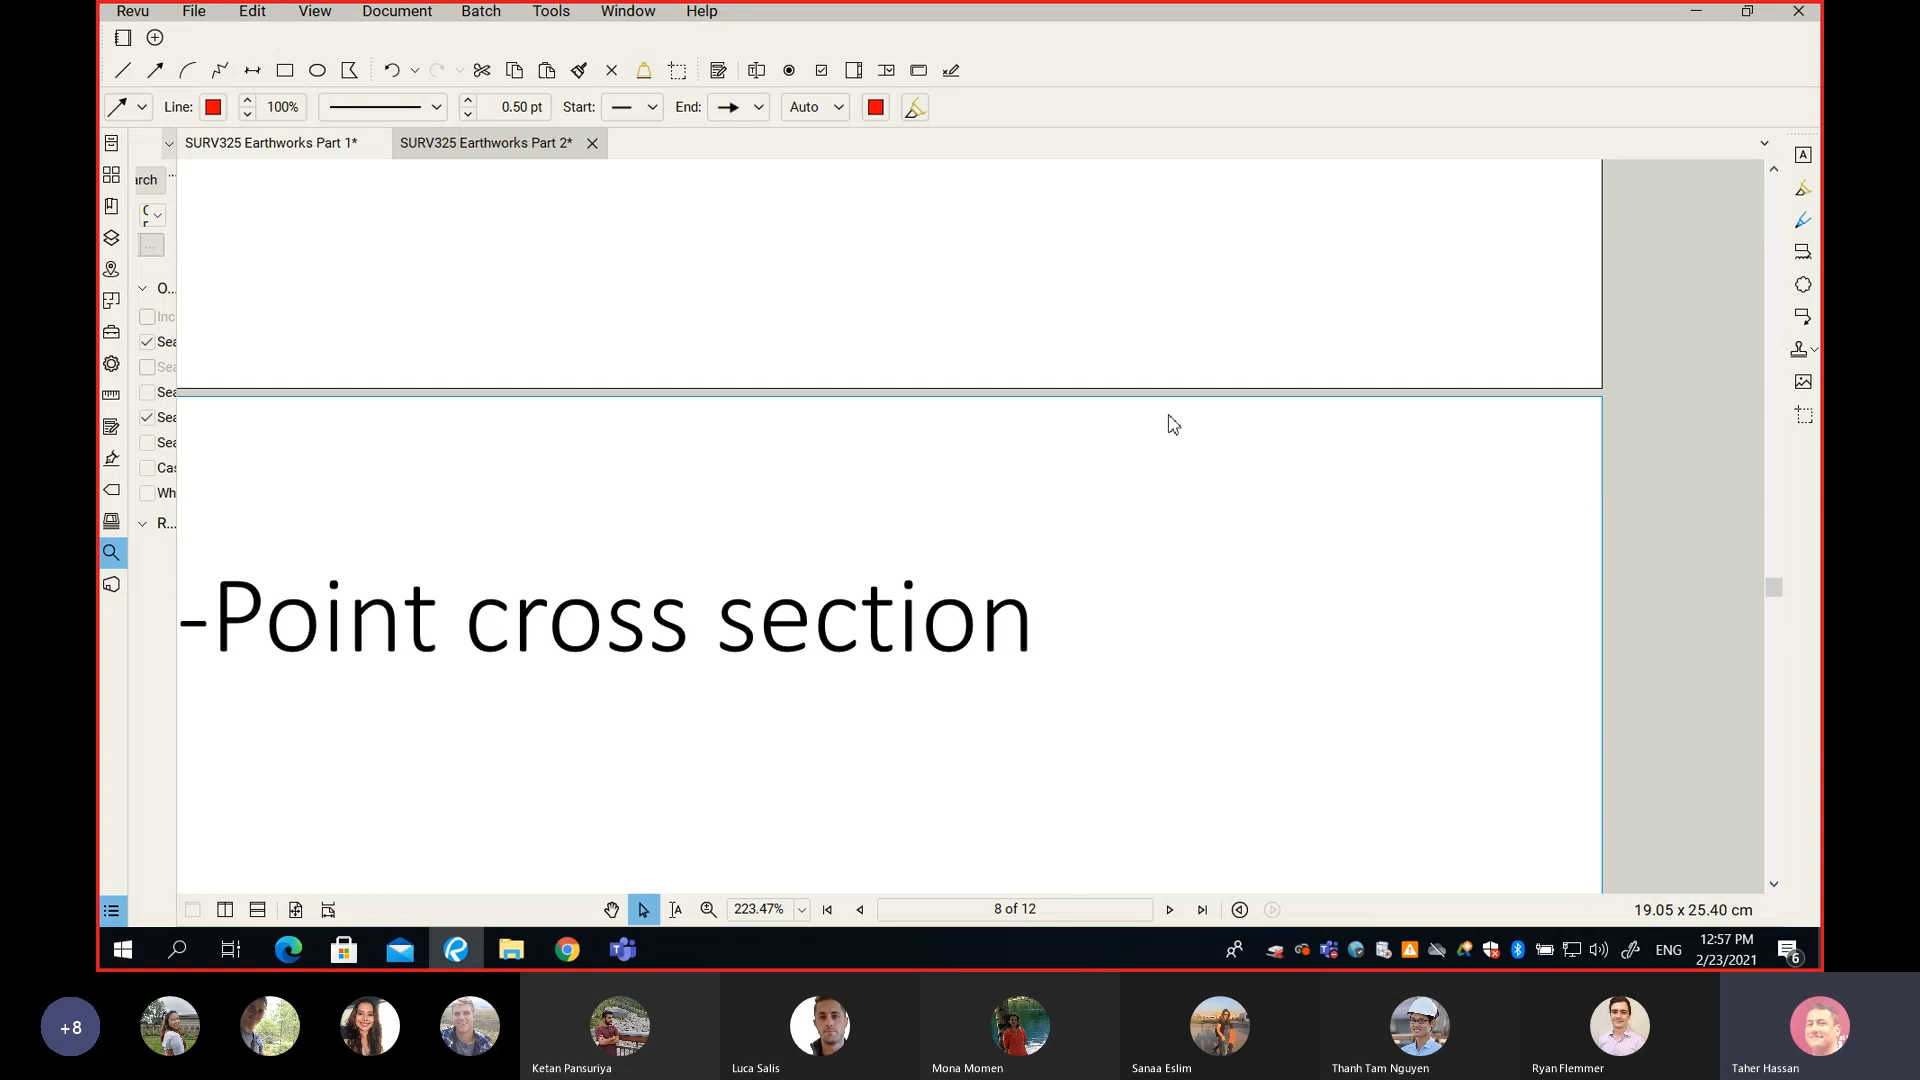 Revu File Edit View Document Batch Tools Window Help
Line: 100% 0.50 pt Start: End: Auto
SURV325 Earthworks Part 1* SURV325 Earthworks Part 2*
arch
O...
Inc
Sea
Sea
Sea
Sea
Sea
Cas
Wh
R...
-Point cross section
223.47% 8 of 12 19.05 x 25.40 cm
ENG
12:57 PM
2/23/2021
6
+8
Ketan Pansuriya Luca Salis Mona Momen Sanaa Eslim Thanh Tam Nguyen Ryan Flemmer Taher Hassan